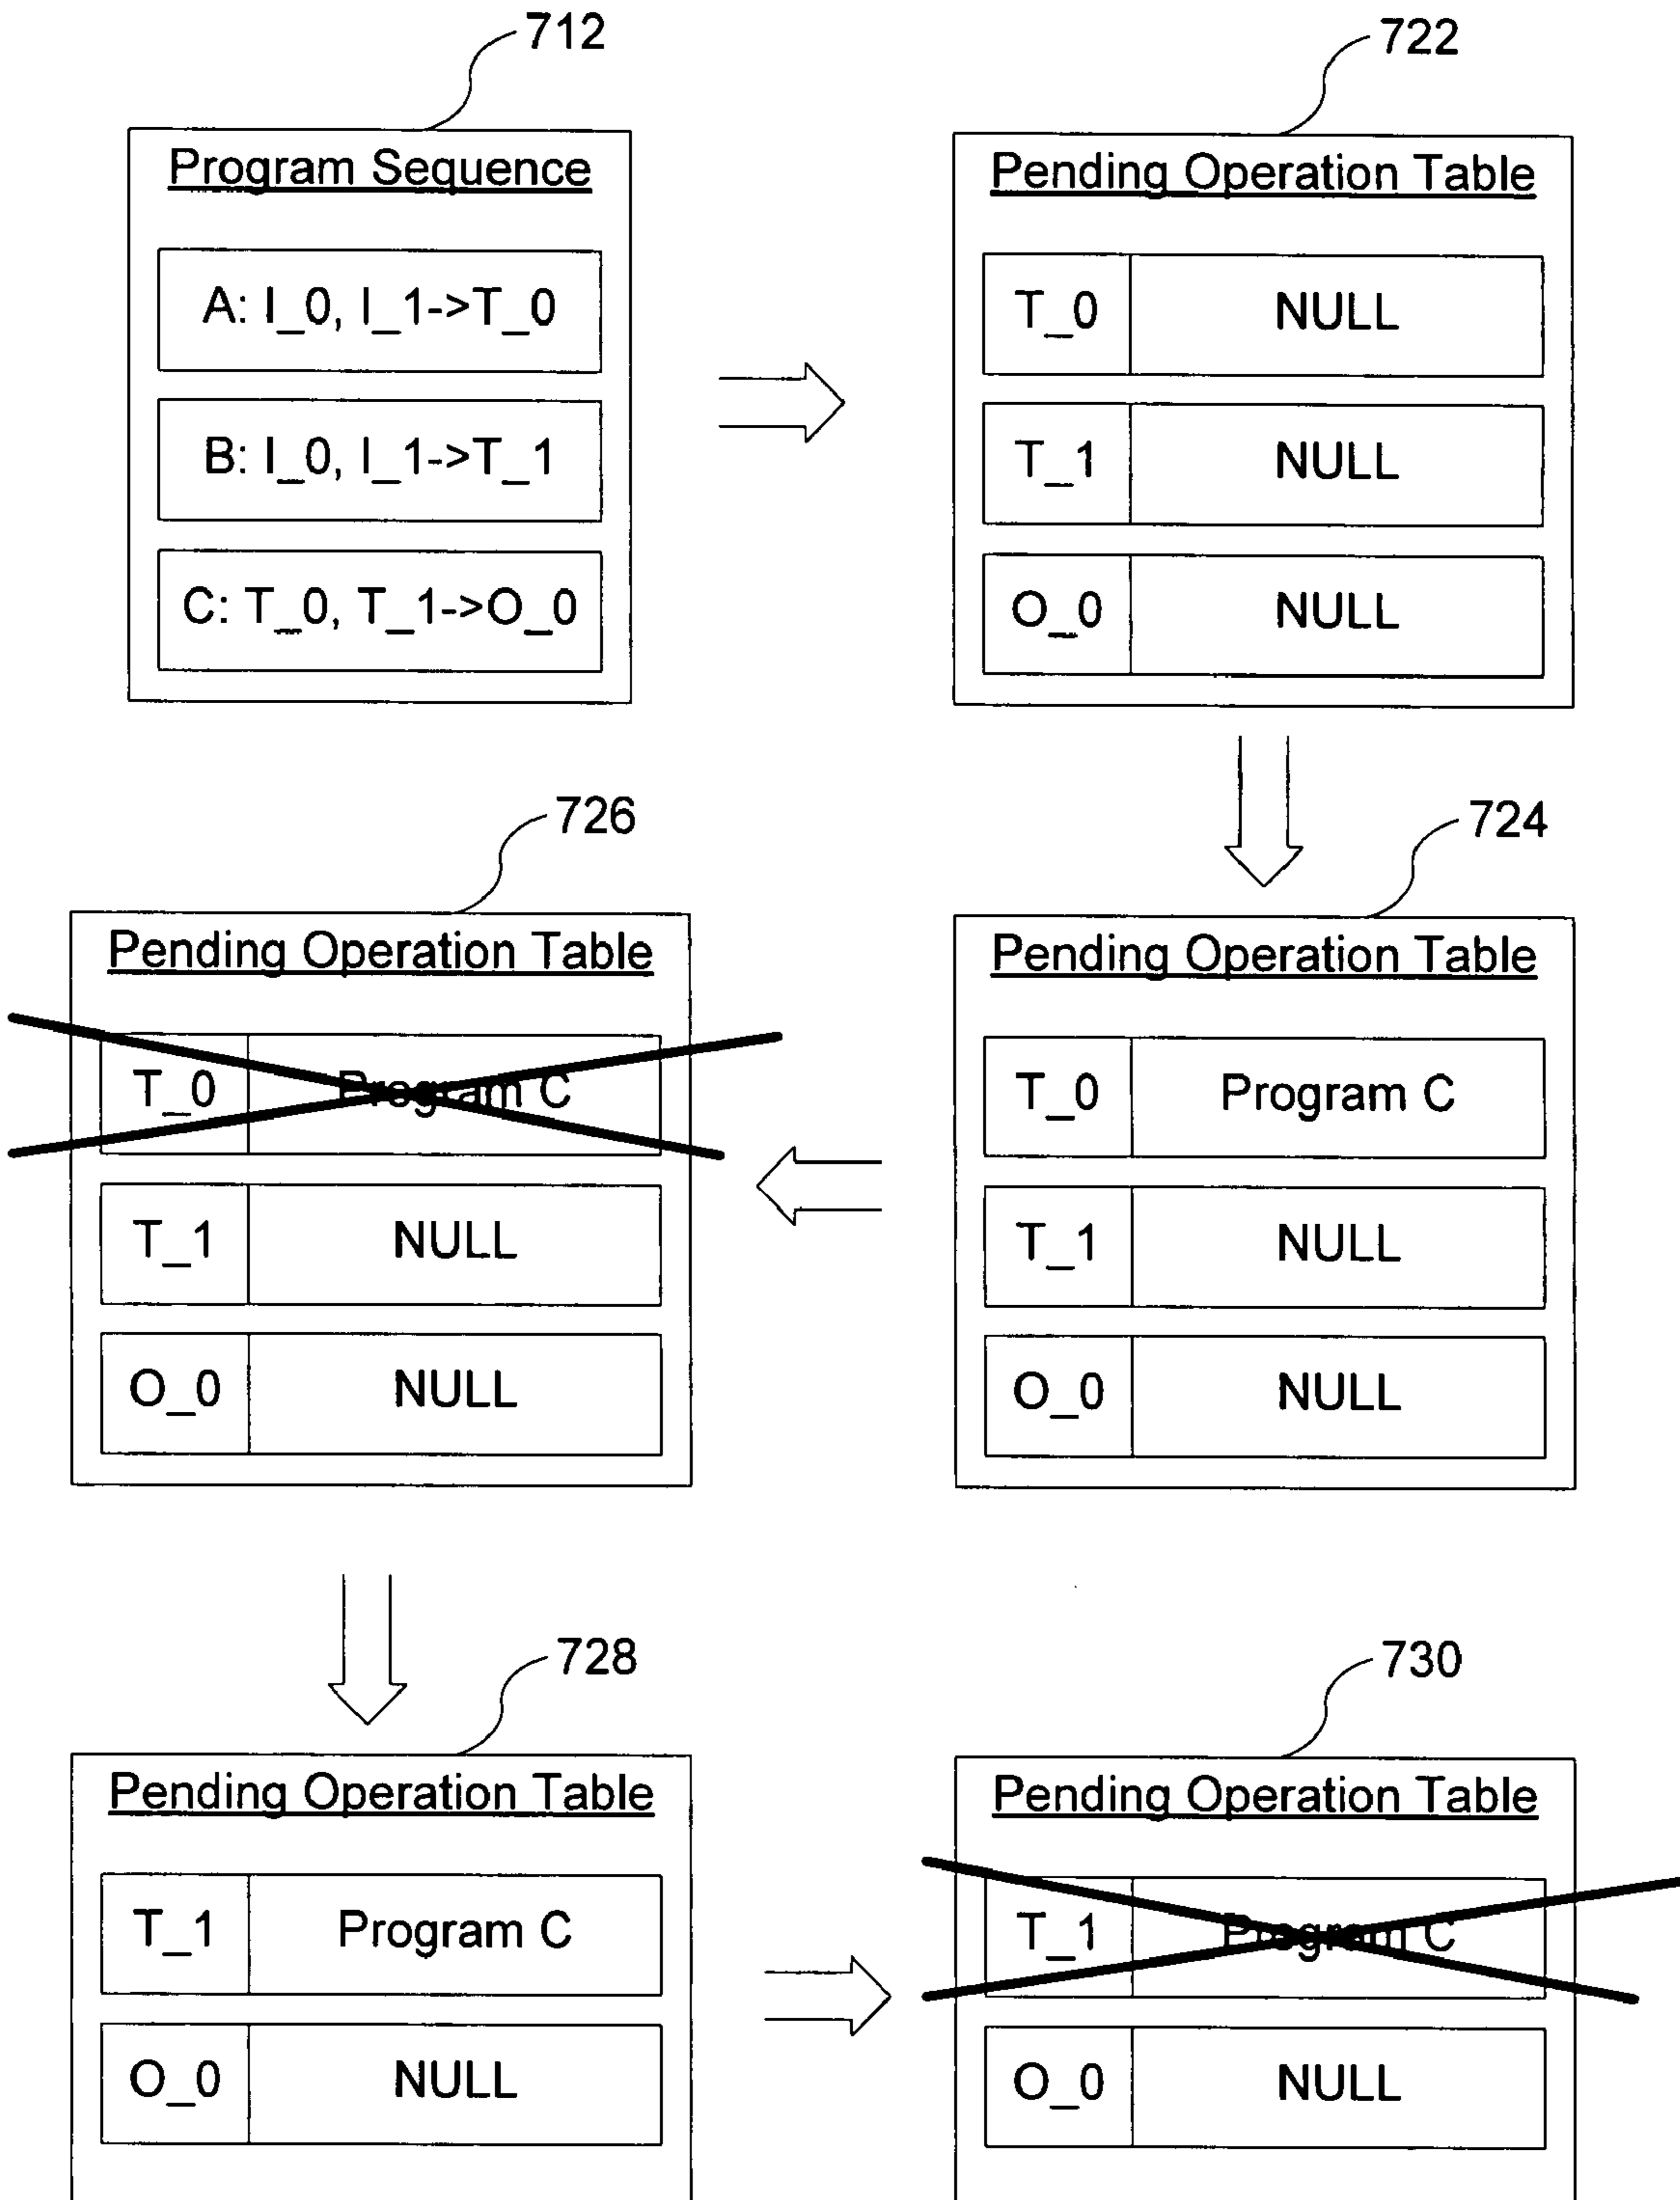 712
Program Sequence
A: I_0, I_1->T_0
B: I_0, I_1->T_1
C: T_0, T_1->O_0
722
Pending Operation Table
T_0 NULL
T_1 NULL
O_0 NULL
726
Pending Operation Table
T_0 Program C
T_1 NULL
O_0 NULL
724
Pending Operation Table
T_0 Program C
T_1 NULL
O_0 NULL
728
Pending Operation Table
T_1 Program C
O_0 NULL
730
Pending Operation Table
T_1 Program C
O_0 NULL